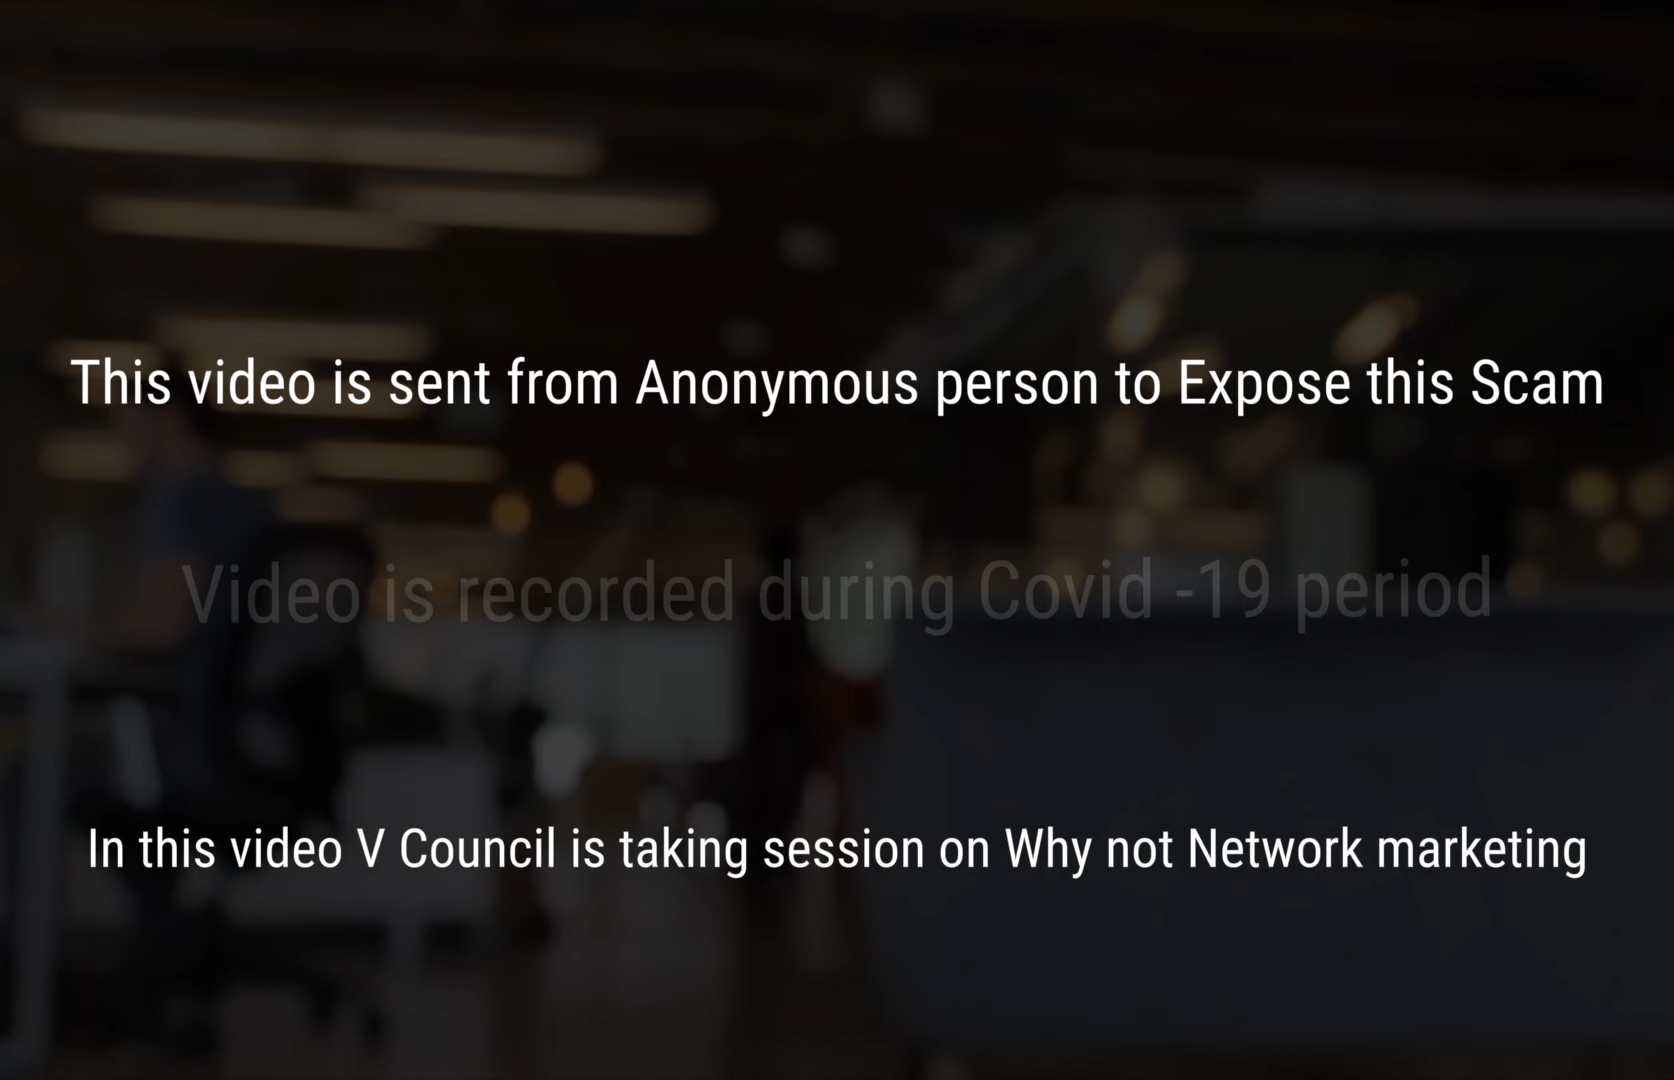 This video is sent from Anonymous person to Expose this Scam
Video is recorded during Covid -19 period
In this video V Council is taking session on Why not Network marketing